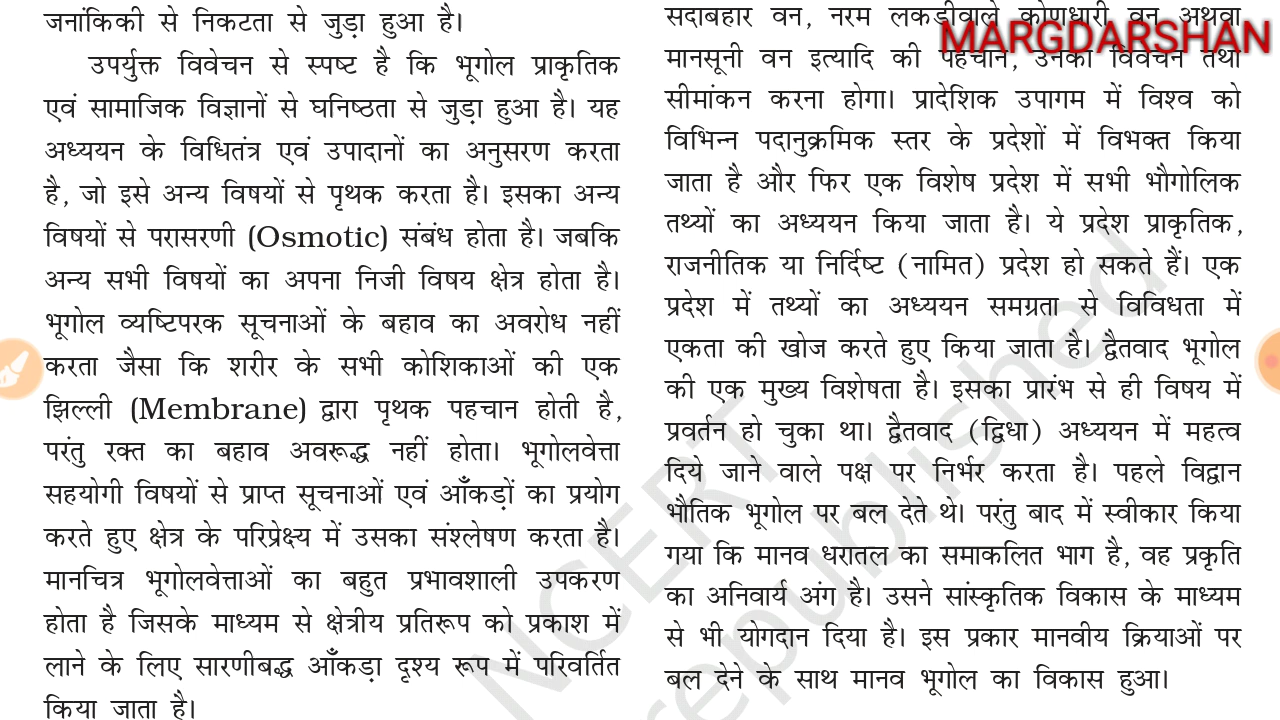 जनांकिकी से निकटता से जुड़ा हुआ है।
उपर्युक्त विवेचन से स्पष्ट है कि भूगोल प्राकृतिक
एवं सामाजिक विज्ञानों से घनिष्ठता से जुड़ा हुआ है। यह
अध्ययन के विधितंत्र एवं उपादानों का अनुसरण करता
है, जो इसे अन्य विषयों से पृथक करता है। इसका अन्य
विषयों से परासरणी (Osmotic) संबंध होता है। जबकि
अन्य सभी विषयों का अपना निजी विषय क्षेत्र होता है।
भूगोल व्यष्टिपरक सूचनाओं के बहाव का अवरोध नहीं
करता जैसा कि शरीर के सभी कोशिकाओं की एक
झिल्ली (Membrane) द्वारा पृथक पहचान होती है,
परंतु रक्त का बहाव अवरूद्ध नहीं होता। भूगोलवेत्ता
सहयोगी विषयों से प्राप्त सूचनाओं एवं आँकड़ों का प्रयोग
करते हुए क्षेत्र के परिप्रेक्ष्य में उसका संश्लेषण करता है।
मानचित्र भूगोलवेत्ताओं का बहुत प्रभावशाली उपकरण
होता है जिसके माध्यम से क्षेत्रीय प्रतिरूप को प्रकाश में
लाने के लिए सारणीबद्ध आँकड़ा दृश्य रूप में परिवर्तित
किया जाता है।
सदाबहार वन, नरम लकड़ीवाले कोणधारी वन अथवा
MARGDARSHAN
मानसूनी वन इत्यादि की पहचान, उनका विवेचन तथा
सीमांकन करना होगा। प्रादेशिक उपागम में विश्व को
विभिन्न पदानुक्रमिक स्तर के प्रदेशों में विभक्त किया
जाता है और फिर एक विशेष प्रदेश में सभी भौगोलिक
तथ्यों का अध्ययन किया जाता है। ये प्रदेश प्राकृतिक,
राजनीतिक या निर्दिष्ट (नामित) प्रदेश हो सकते हैं। एक
प्रदेश में तथ्यों का अध्ययन समग्रता से विविधता में
एकता की खोज करते हुए किया जाता है। द्वैतवाद भूगोल
की एक मुख्य विशेषता है। इसका प्रारंभ से ही विषय में
प्रवर्तन हो चुका था। द्वैतवाद (द्विधा) अध्ययन में महत्व
दिये जाने वाले पक्ष पर निर्भर करता है। पहले विद्वान
भौतिक भूगोल पर बल देते थे। परंतु बाद में स्वीकार किया
गया कि मानव धरातल का समाकलित भाग है, वह प्रकृति
का अनिवार्य अंग है। उसने सांस्कृतिक विकास के माध्यम
से भी योगदान दिया है। इस प्रकार मानवीय क्रियाओं पर
बल देने के साथ मानव भूगोल का विकास हुआ।
NCERT
republished